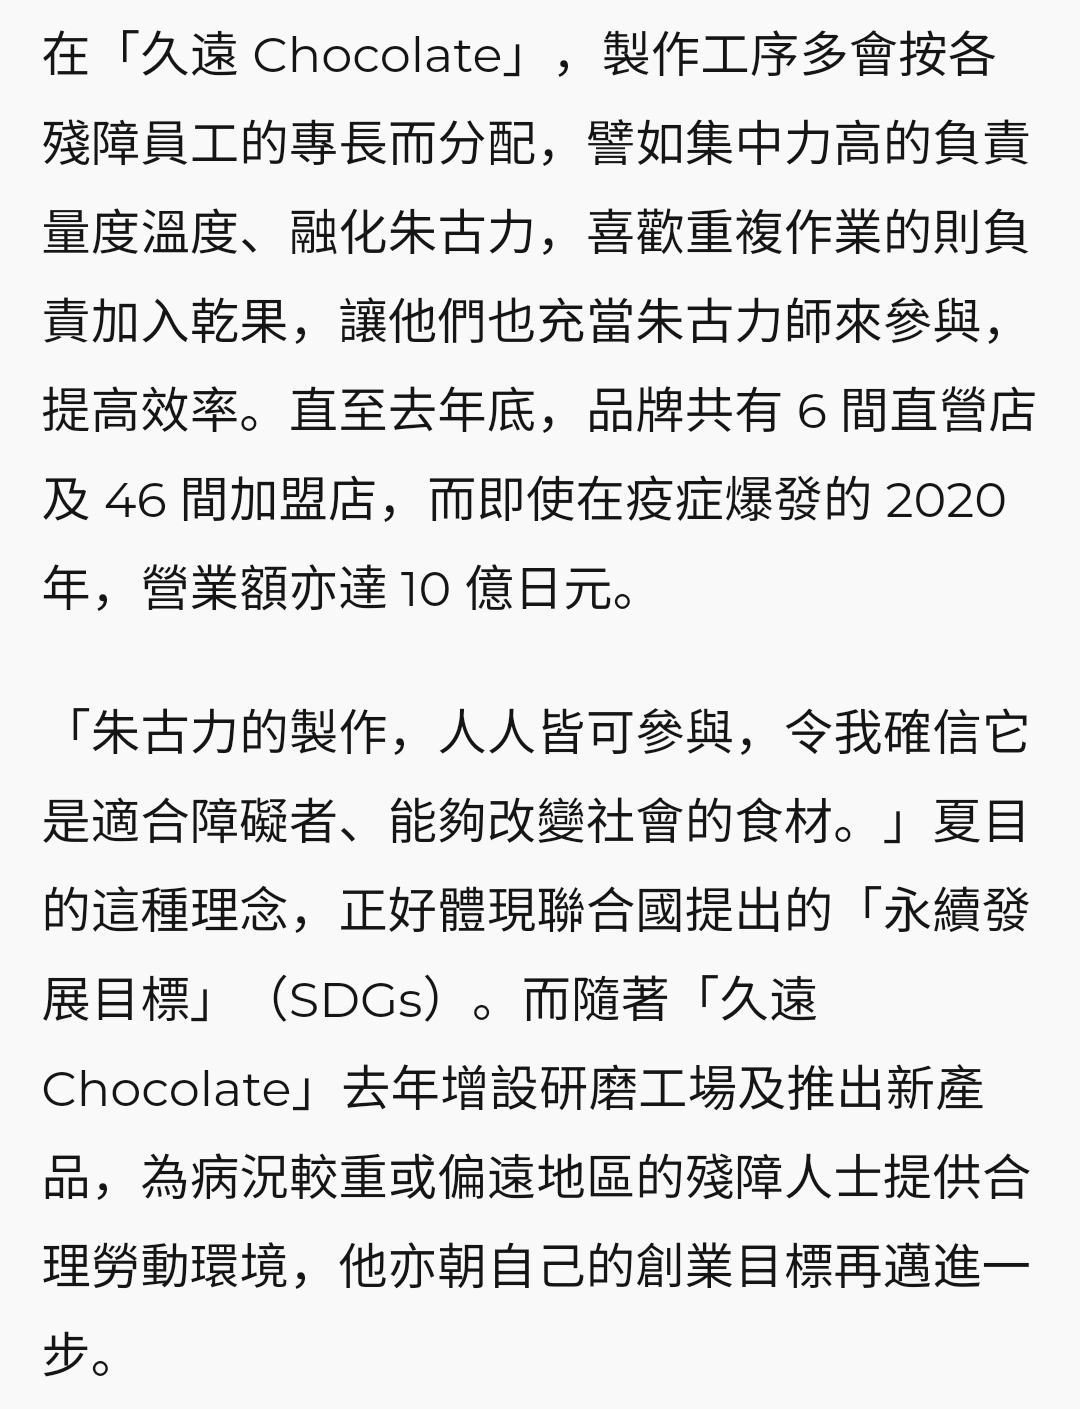 在「久遠 Chocolate」，製作工序多會按各
殘障員工的專長而分配，譬如集中力高的負責
量度溫度、融化朱古力，喜歡重複作業的則負
責加入乾果，讓他們也充當朱古力師來參與，
提高效率。直至去年底，品牌共有 6 間直營店
及 46 間加盟店，而即使在疫症爆發的 2020
年，營業額亦達 10 億日元。
「朱古力的製作，人人皆可參與，令我確信它
是適合障礙者、能夠改變社會的食材。」夏目
的這種理念，正好體現聯合國提出的「永續發
展目標」（SDGs）。而隨著「久遠
Chocolate」去年增設研磨工場及推出新產
品，為病況較重或偏遠地區的殘障人士提供合
理勞動環境，他亦朝自己的創業目標再邁進一
步。